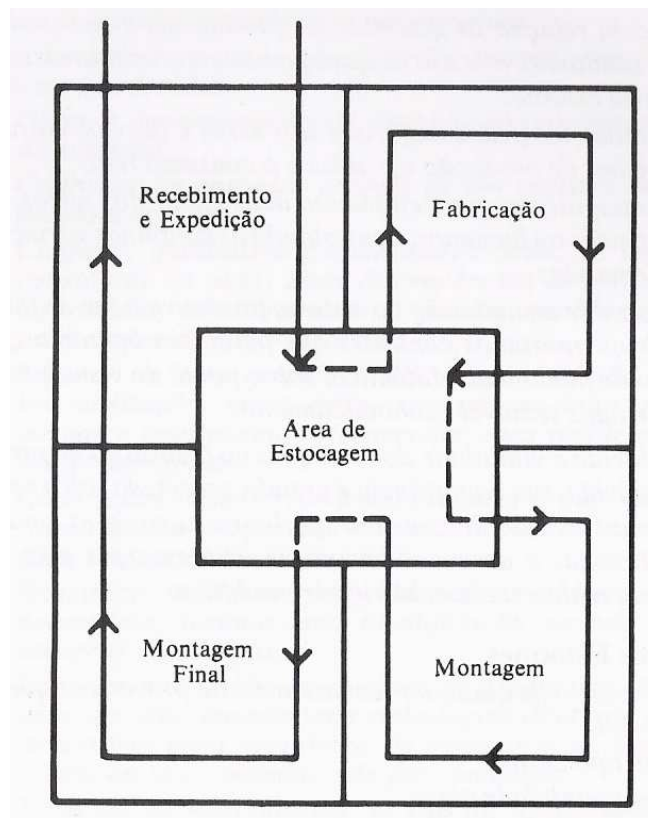 Recebimento
e Expedição
Fabricação
Área de
Estocagem
Montagem
Final
Montagem